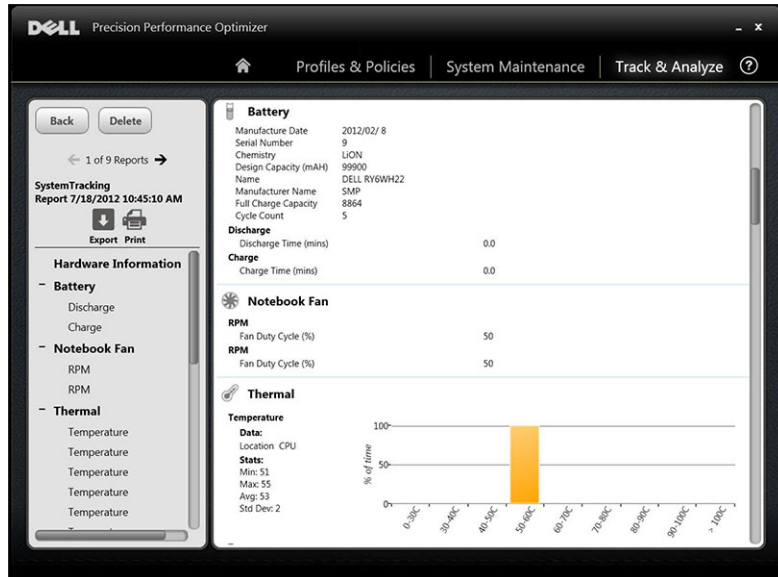 DELL Precision Performance Optimizer
Profiles & Policies System Maintenance Track & Analyze ?
Back Delete
1 of 9 Reports
SystemTracking
Report 7/18/2012 10:45:10 AM
Export Print
Hardware Information
− Battery
Discharge
Charge
− Notebook Fan
RPM
RPM
− Thermal
Temperature
Temperature
Temperature
Temperature
Temperature
Battery
Manufacture Date 2012/02/ 8
Serial Number 9
Chemistry LiON
Design Capacity (mAH) 99900
Name DELL RY6WH22
Manufacturer Name SMP
Full Charge Capacity 8864
Cycle Count 5
Discharge
Discharge Time (mins) 0.0
Charge
Charge Time (mins) 0.0
Notebook Fan
RPM
Fan Duty Cycle (%) 50
RPM
Fan Duty Cycle (%) 50
Thermal
Temperature
Data:
Location CPU
Stats:
Min: 51
Max: 55
Avg: 53
Std Dev: 2
% of time
100
50
0
0-30C 30-40C 40-50C 50-60C 60-70C 70-80C 80-90C 90-100C > 100C